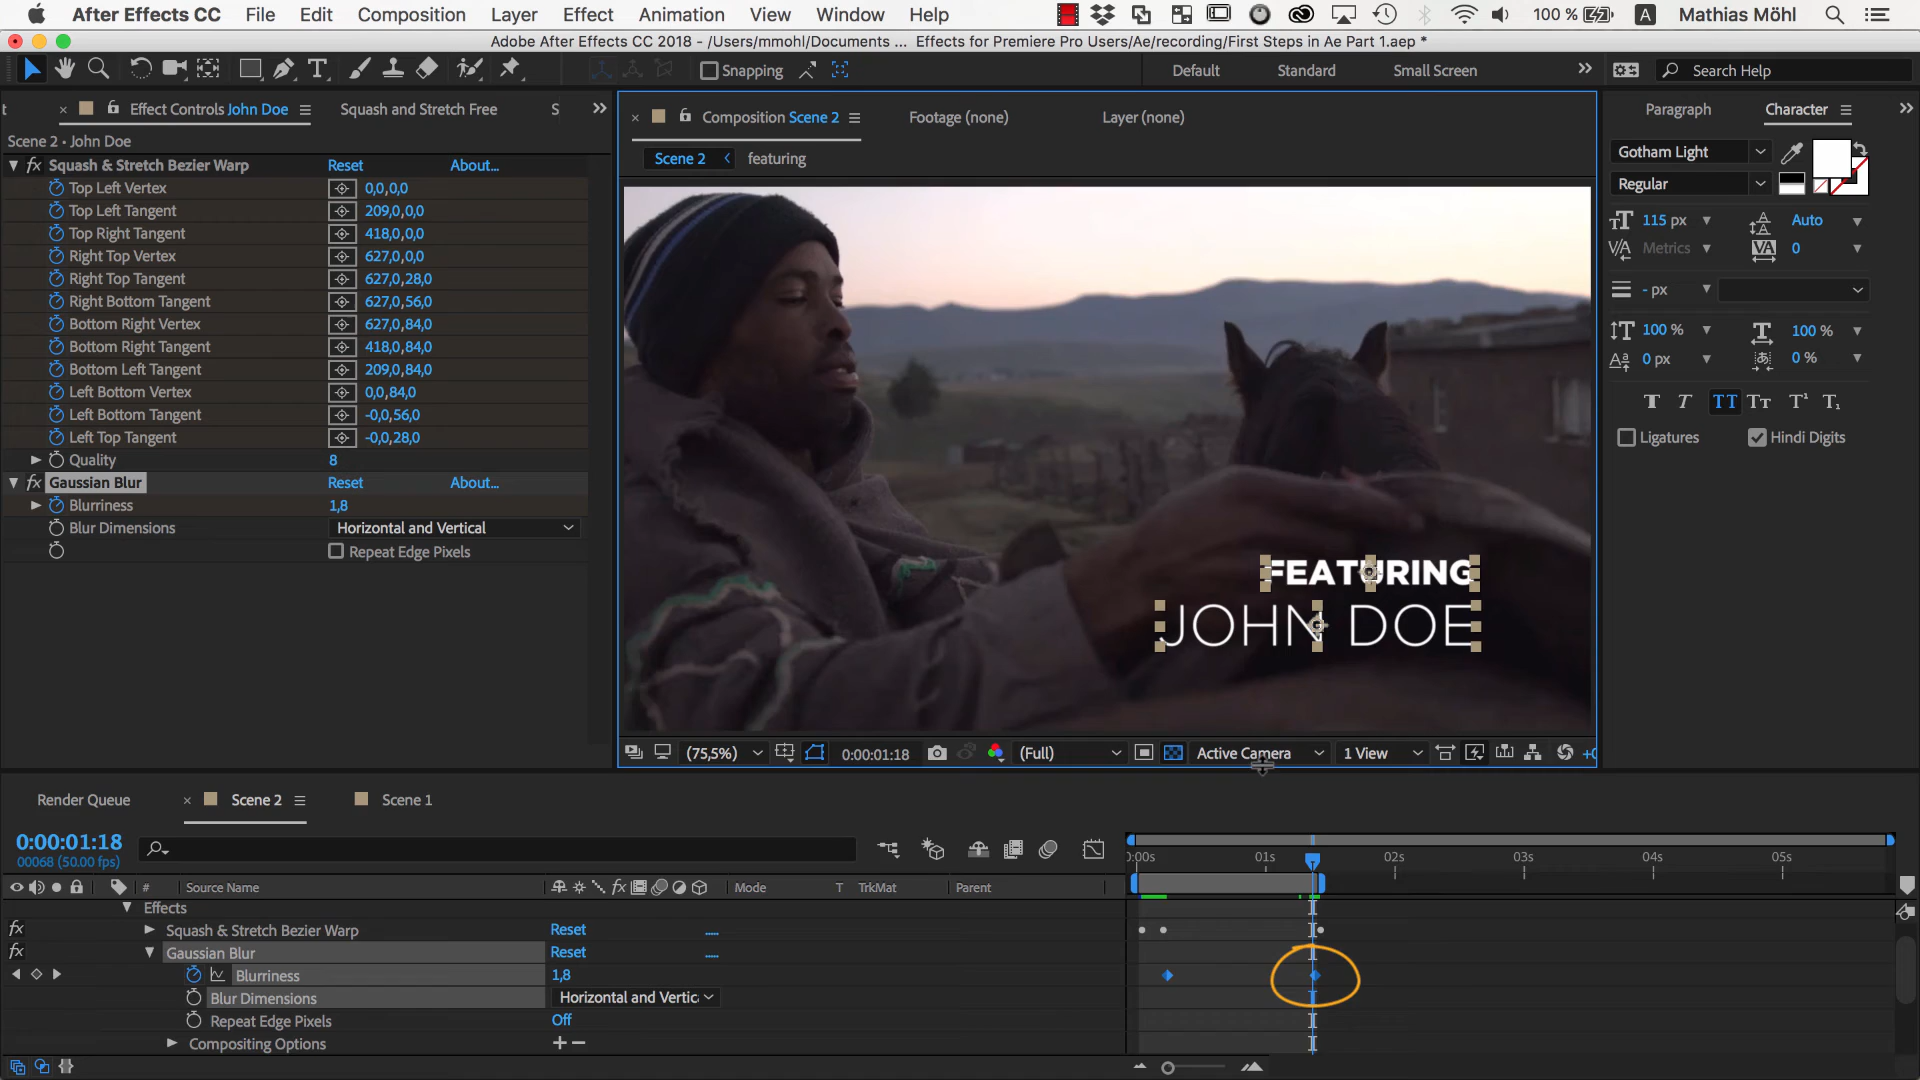 After Effects CC File Edit Composition Layer Effect Animation View Window Help 100 % A Mathias Möhl
Adobe After Effects CC 2018 - /Users/mmohl/Documents ... Effects for Premiere Pro Users/Ae/recording/First Steps in Ae Part 1.aep *
Snapping Default Standard Small Screen Search Help
t Effect Controls John Doe Squash and Stretch Free S
Scene 2 • John Doe
fx Squash & Stretch Bezier Warp Reset About...
Top Left Vertex 0,0,0,0
Top Left Tangent 209,0,0,0
Top Right Tangent 418,0,0,0
Right Top Vertex 627,0,0,0
Right Top Tangent 627,0,28,0
Right Bottom Tangent 627,0,56,0
Bottom Right Vertex 627,0,84,0
Bottom Right Tangent 418,0,84,0
Bottom Left Tangent 209,0,84,0
Left Bottom Vertex 0,0,84,0
Left Bottom Tangent -0,0,56,0
Left Top Tangent -0,0,28,0
Quality 8
fx Gaussian Blur Reset About...
Blurriness 1,8
Blur Dimensions Horizontal and Vertical
Repeat Edge Pixels
Composition Scene 2 Footage (none) Layer (none)
Scene 2 featuring
FEATURING
JOHN DOE
(75,5%) 0:00:01:18 (Full) Active Camera 1 View +0
Paragraph Character
Gotham Light
Regular
115 px Auto
Metrics 0
- px
100 % 100 %
0 px 0 %
T T TT Tт T¹ T₁
Ligatures Hindi Digits
Render Queue Scene 2 Scene 1
0:00:01:18
00068 (50.00 fps)
0:00s 01s 02s 03s 04s 05s
# Source Name fx Mode T TrkMat Parent
Effects
fx Squash & Stretch Bezier Warp Reset .....
fx Gaussian Blur Reset .....
Blurriness 1,8
Blur Dimensions Horizontal and Vertic
Repeat Edge Pixels Off
Compositing Options + −